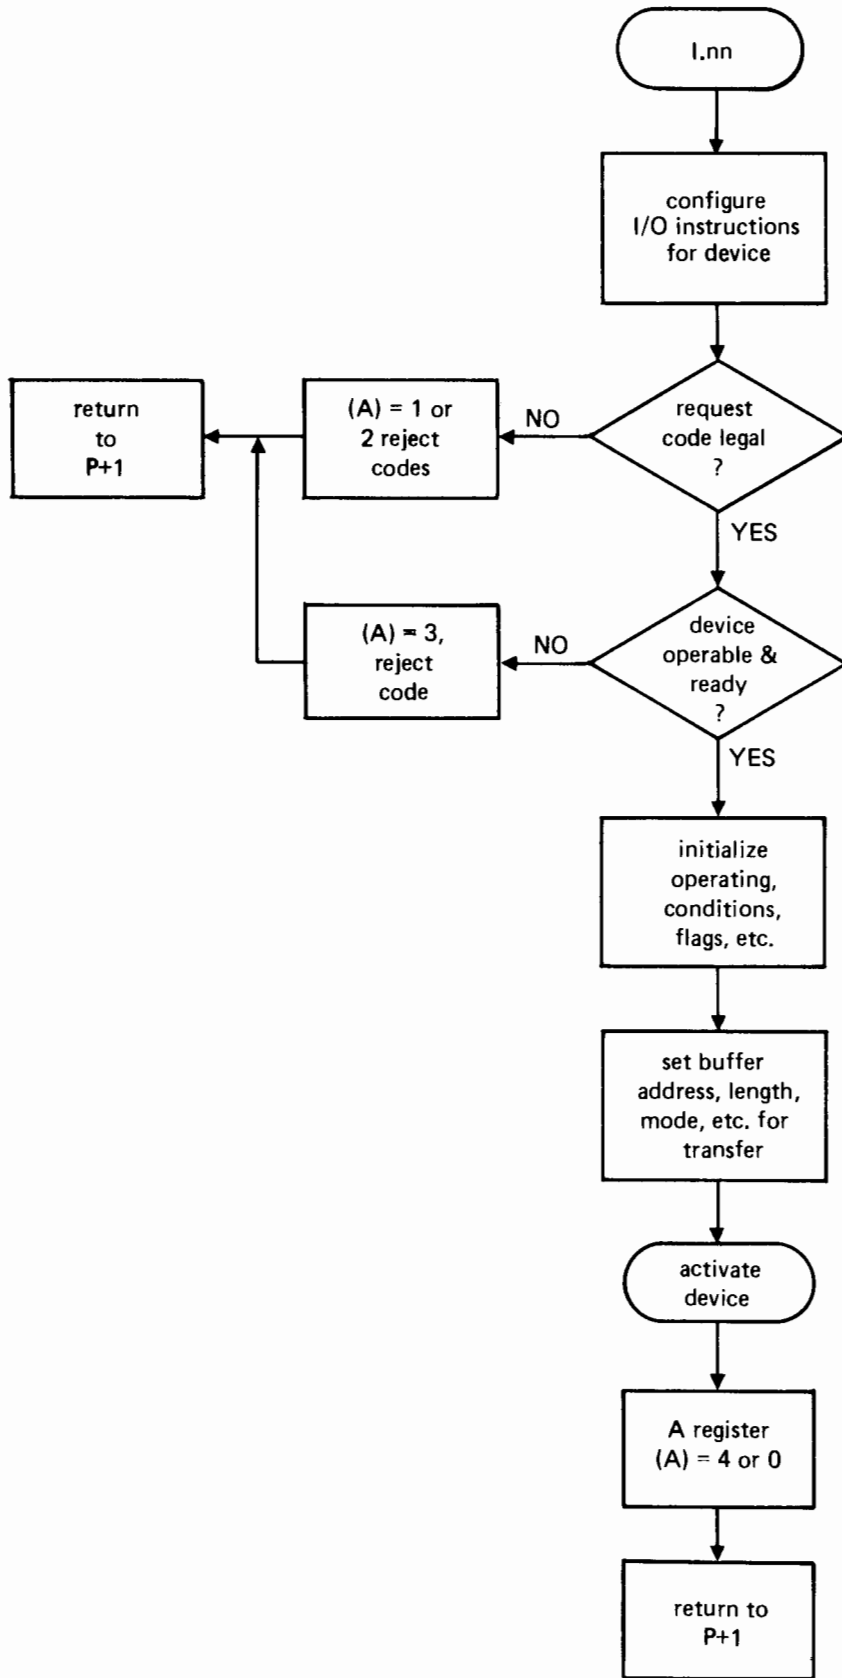 I.nn
configure
I/O instructions
for device
request
code legal
?
NO
(A) = 1 or
2 reject
codes
return
to
P+1
YES
device
operable &
ready
?
NO
(A) = 3,
reject
code
YES
initialize
operating,
conditions,
flags, etc.
set buffer
address, length,
mode, etc. for
transfer
activate
device
A register
(A) = 4 or 0
return to
P+1